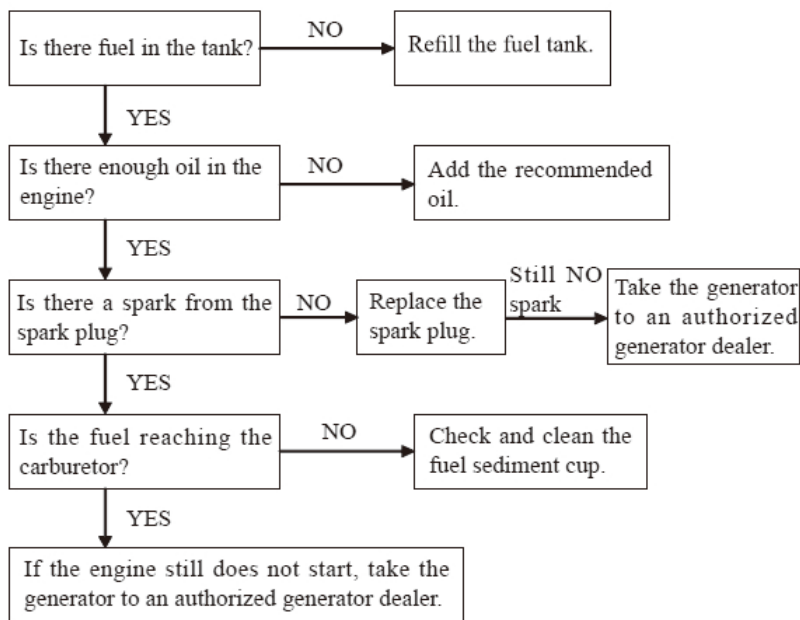 Is there fuel in the tank?
NO
Refill the fuel tank.
YES
Is there enough oil in the
engine?
NO
Add the recommended
oil.
YES
Is there a spark from the
spark plug?
NO
Replace the
spark plug.
Still NO
spark
Take the generator
to an authorized
generator dealer.
YES
Is the fuel reaching the
carburetor?
NO
Check and clean the
fuel sediment cup.
YES
If the engine still does not start, take the
generator to an authorized generator dealer.